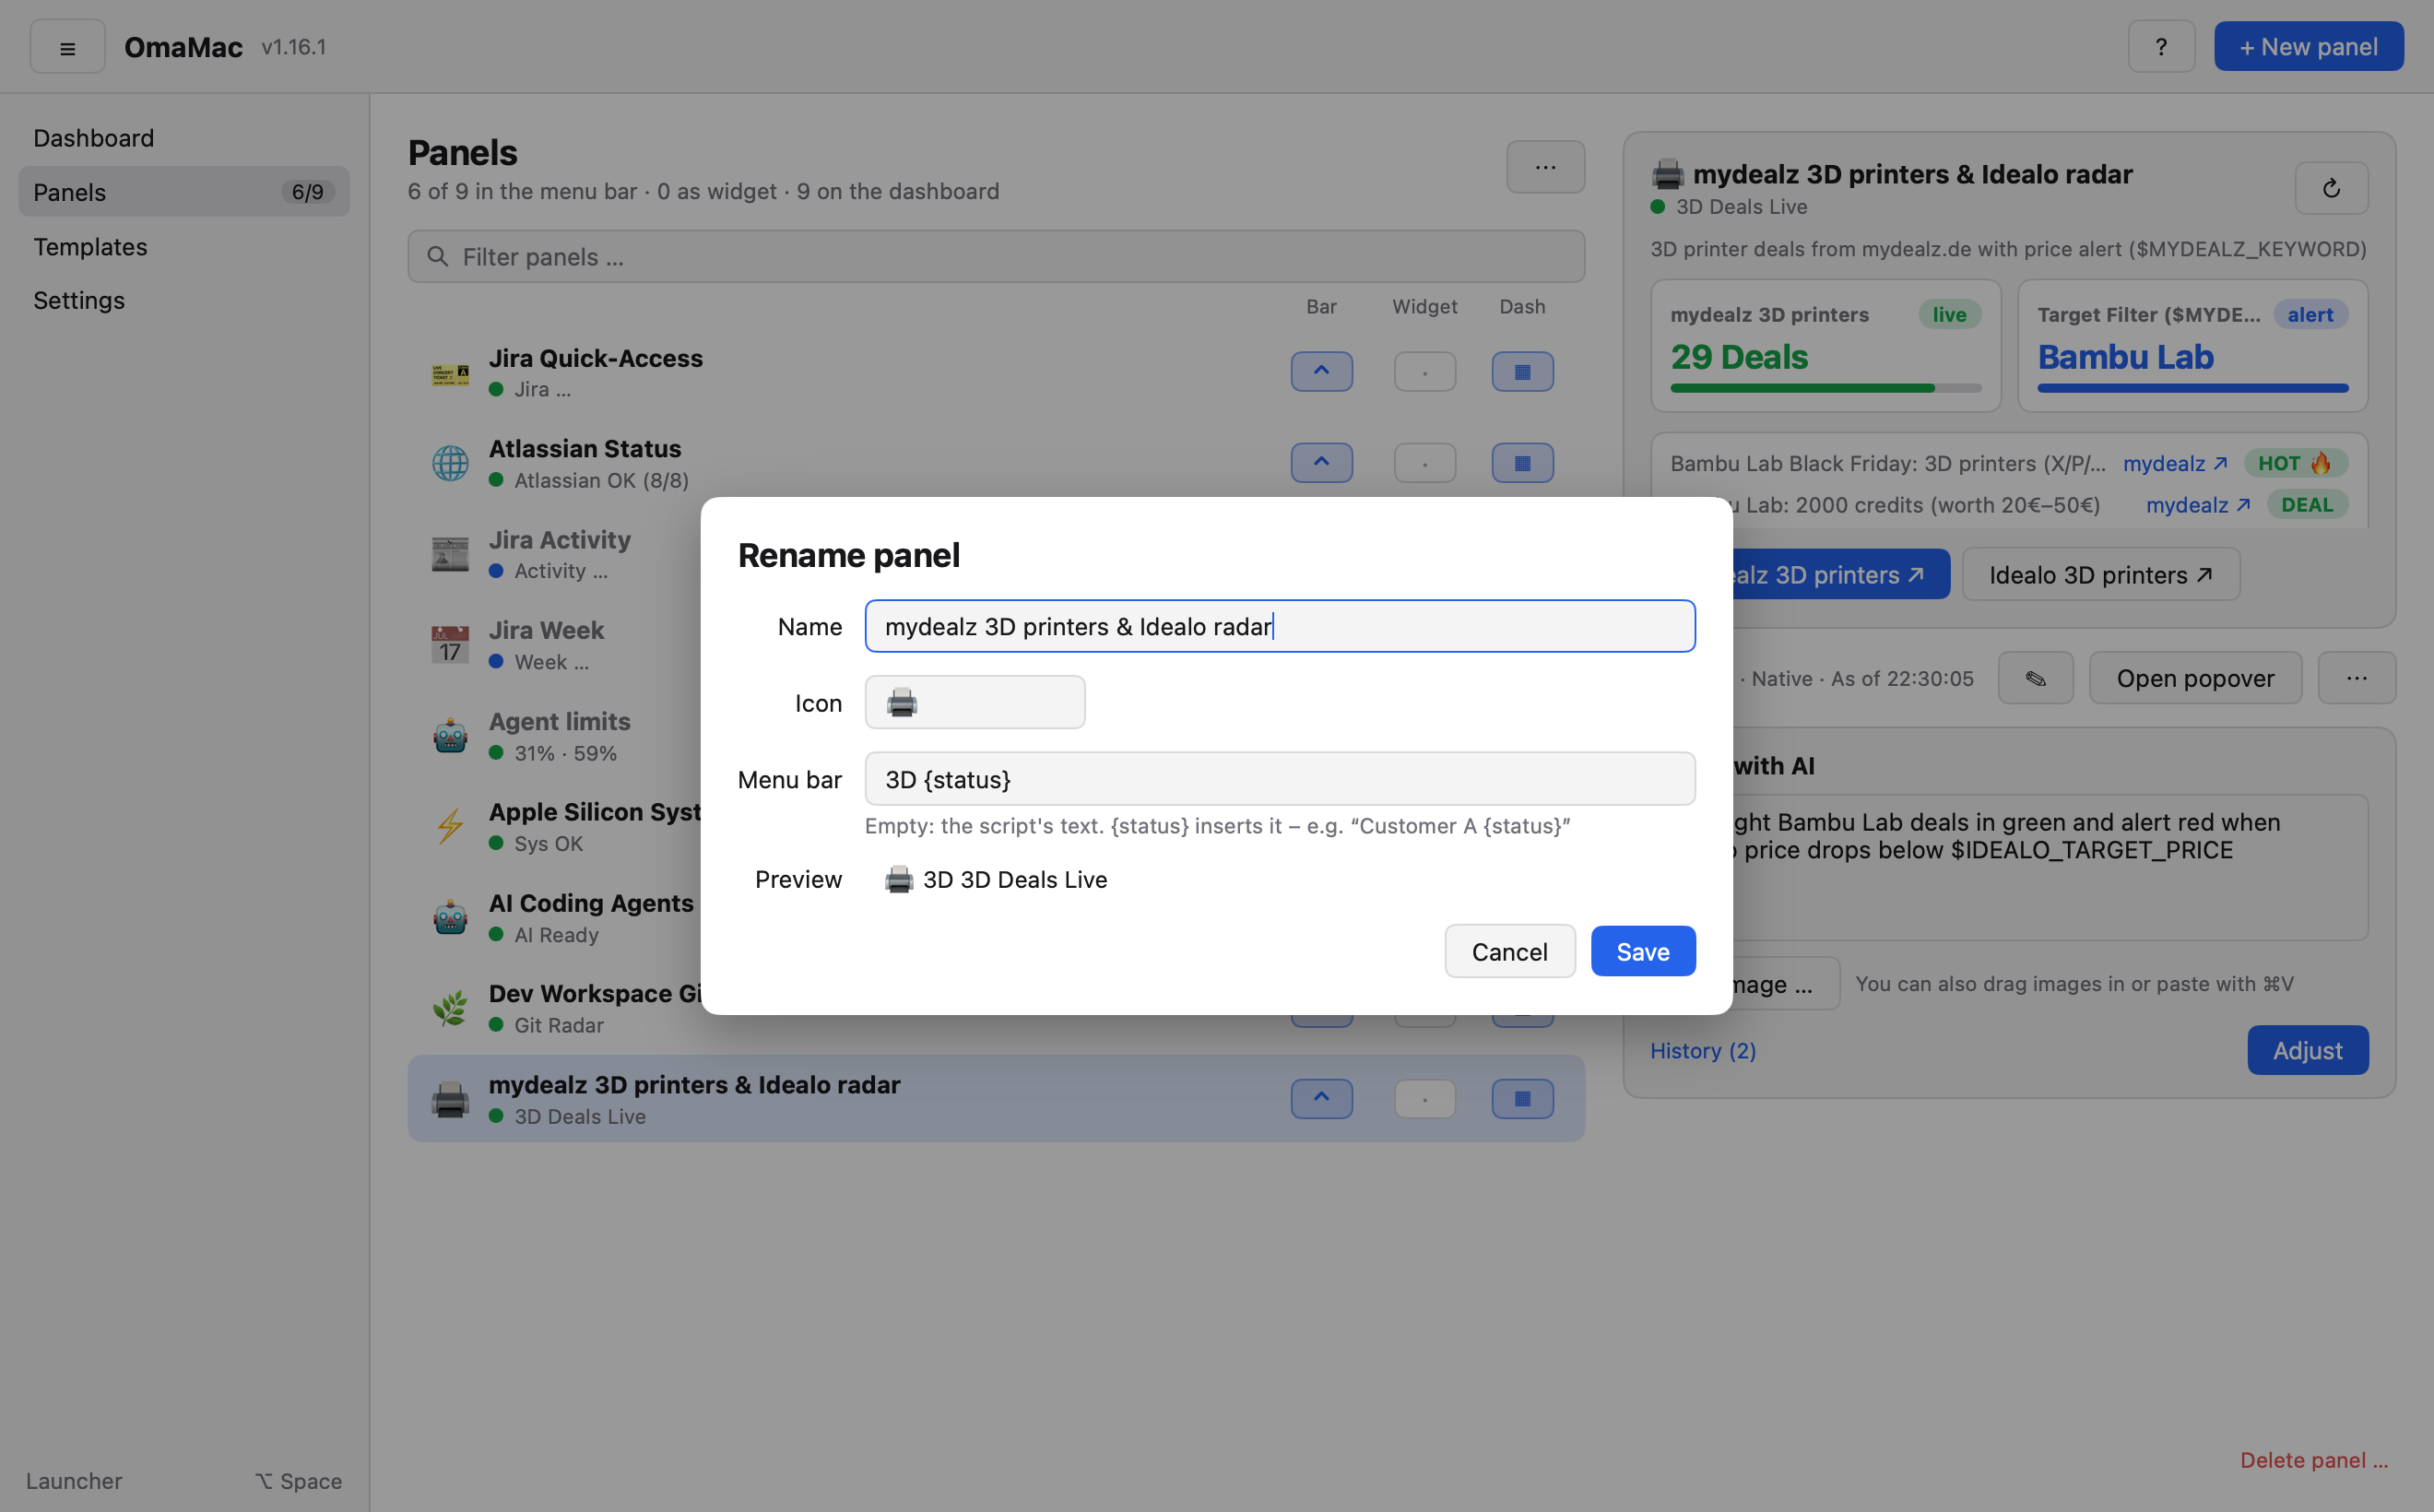 ≡ OmaMac v1.16.1 ? + New panel
Dashboard
Panels 6/9
Templates
Settings
Launcher ⌥ Space
Panels
6 of 9 in the menu bar · 0 as widget · 9 on the dashboard
...
Filter panels ...
Bar Widget Dash
Jira Quick-Access
Jira ...
Atlassian Status
Atlassian OK (8/8)
Jira Activity
Activity ...
JUL
17
Jira Week
Week ...
Agent limits
31% · 59%
Apple Silicon Syst
Sys OK
AI Coding Agents
AI Ready
Dev Workspace Gi
Git Radar
mydealz 3D printers & Idealo radar
3D Deals Live
mydealz 3D printers & Idealo radar
3D Deals Live
3D printer deals from mydealz.de with price alert ($MYDEALZ_KEYWORD)
mydealz 3D printers live
29 Deals
Target Filter ($MYDE... alert
Bambu Lab
Bambu Lab Black Friday: 3D printers (X/P/... mydealz ↗ HOT 🔥
u Lab: 2000 credits (worth 20€–50€) mydealz ↗ DEAL
alz 3D printers ↗ Idealo 3D printers ↗
· Native · As of 22:30:05 Open popover ...
with AI
ght Bambu Lab deals in green and alert red when
price drops below $IDEALO_TARGET_PRICE
mage ... You can also drag images in or paste with ⌘V
History (2) Adjust
Delete panel ...
Rename panel
Name mydealz 3D printers & Idealo radar
Icon
Menu bar 3D {status}
Empty: the script's text. {status} inserts it – e.g. “Customer A {status}”
Preview 3D 3D Deals Live
Cancel Save